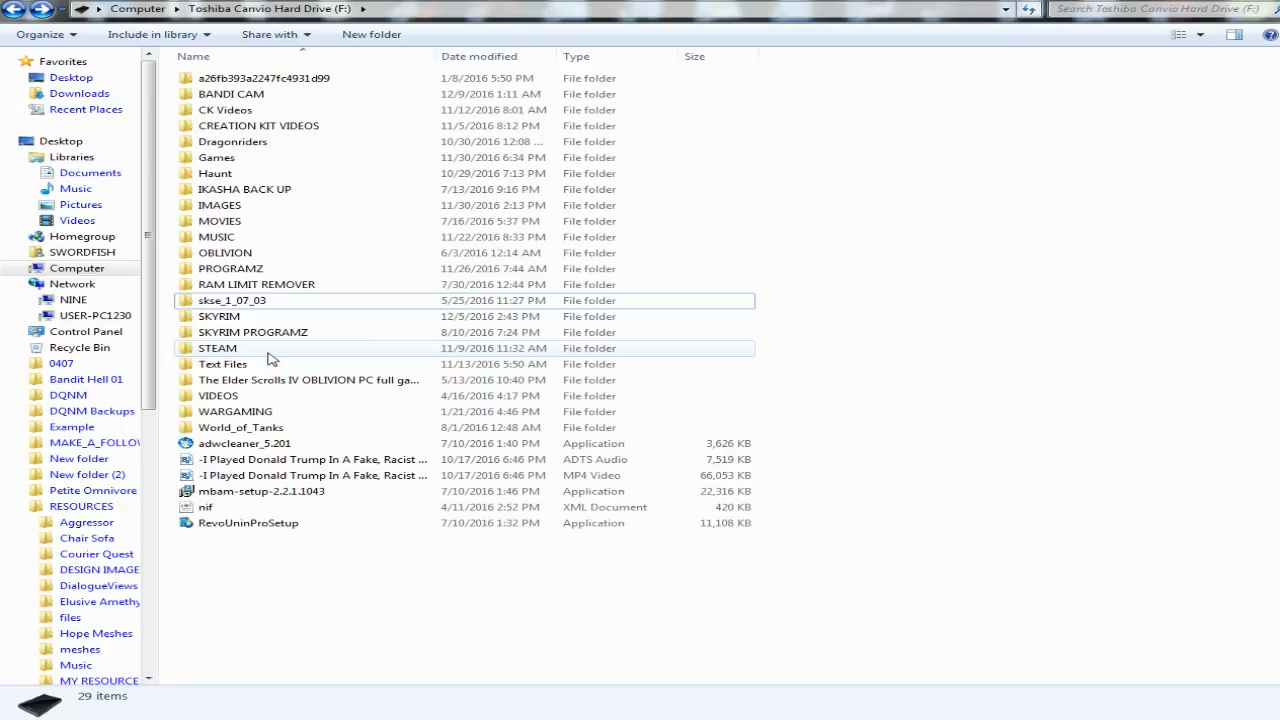 Computer ▸ Toshiba Canvio Hard Drive (F:) ▸ Search Toshiba Canvio Hard Drive (F:)
Organize Include in library Share with New folder
Favorites
Desktop
Downloads
Recent Places
Desktop
Libraries
Documents
Music
Pictures
Videos
Homegroup
SWORDFISH
Computer
Network
NINE
USER-PC1230
Control Panel
Recycle Bin
0407
Bandit Hell 01
DQNM
DQNM Backups
Example
MAKE_A_FOLLOV
New folder
New folder (2)
Petite Omnivore
RESOURCES
Aggressor
Chair Sofa
Courier Quest
DESIGN IMAGE
DialogueViews
Elusive Amethy
files
Hope Meshes
meshes
Music
MY RESOURCE
Name Date modified Type Size
a26fb393a2247fc4931d99 1/8/2016 5:50 PM File folder
BANDI CAM 12/9/2016 1:11 AM File folder
CK Videos 11/12/2016 8:01 AM File folder
CREATION KIT VIDEOS 11/5/2016 8:12 PM File folder
Dragonriders 10/30/2016 12:08 ... File folder
Games 11/30/2016 6:34 PM File folder
Haunt 10/29/2016 7:13 PM File folder
IKASHA BACK UP 7/13/2016 9:16 PM File folder
IMAGES 11/30/2016 2:13 PM File folder
MOVIES 7/16/2016 5:37 PM File folder
MUSIC 11/22/2016 8:33 PM File folder
OBLIVION 6/3/2016 12:14 AM File folder
PROGRAMZ 11/26/2016 7:44 AM File folder
RAM LIMIT REMOVER 7/30/2016 12:44 PM File folder
skse_1_07_03 5/25/2016 11:27 PM File folder
SKYRIM 12/5/2016 2:43 PM File folder
SKYRIM PROGRAMZ 8/10/2016 7:24 PM File folder
STEAM 11/9/2016 11:32 AM File folder
Text Files 11/13/2016 5:50 AM File folder
The Elder Scrolls IV OBLIVION PC full ga... 5/13/2016 10:40 PM File folder
VIDEOS 4/16/2016 4:17 PM File folder
WARGAMING 1/21/2016 4:46 PM File folder
World_of_Tanks 8/1/2016 12:48 AM File folder
adwcleaner_5.201 7/10/2016 1:40 PM Application 3,626 KB
-I Played Donald Trump In A Fake, Racist ... 10/17/2016 6:46 PM ADTS Audio 7,519 KB
-I Played Donald Trump In A Fake, Racist ... 10/17/2016 6:46 PM MP4 Video 66,053 KB
mbam-setup-2.2.1.1043 7/10/2016 1:46 PM Application 22,316 KB
nif 4/11/2016 2:52 PM XML Document 420 KB
RevoUninProSetup 7/10/2016 1:32 PM Application 11,108 KB
29 items